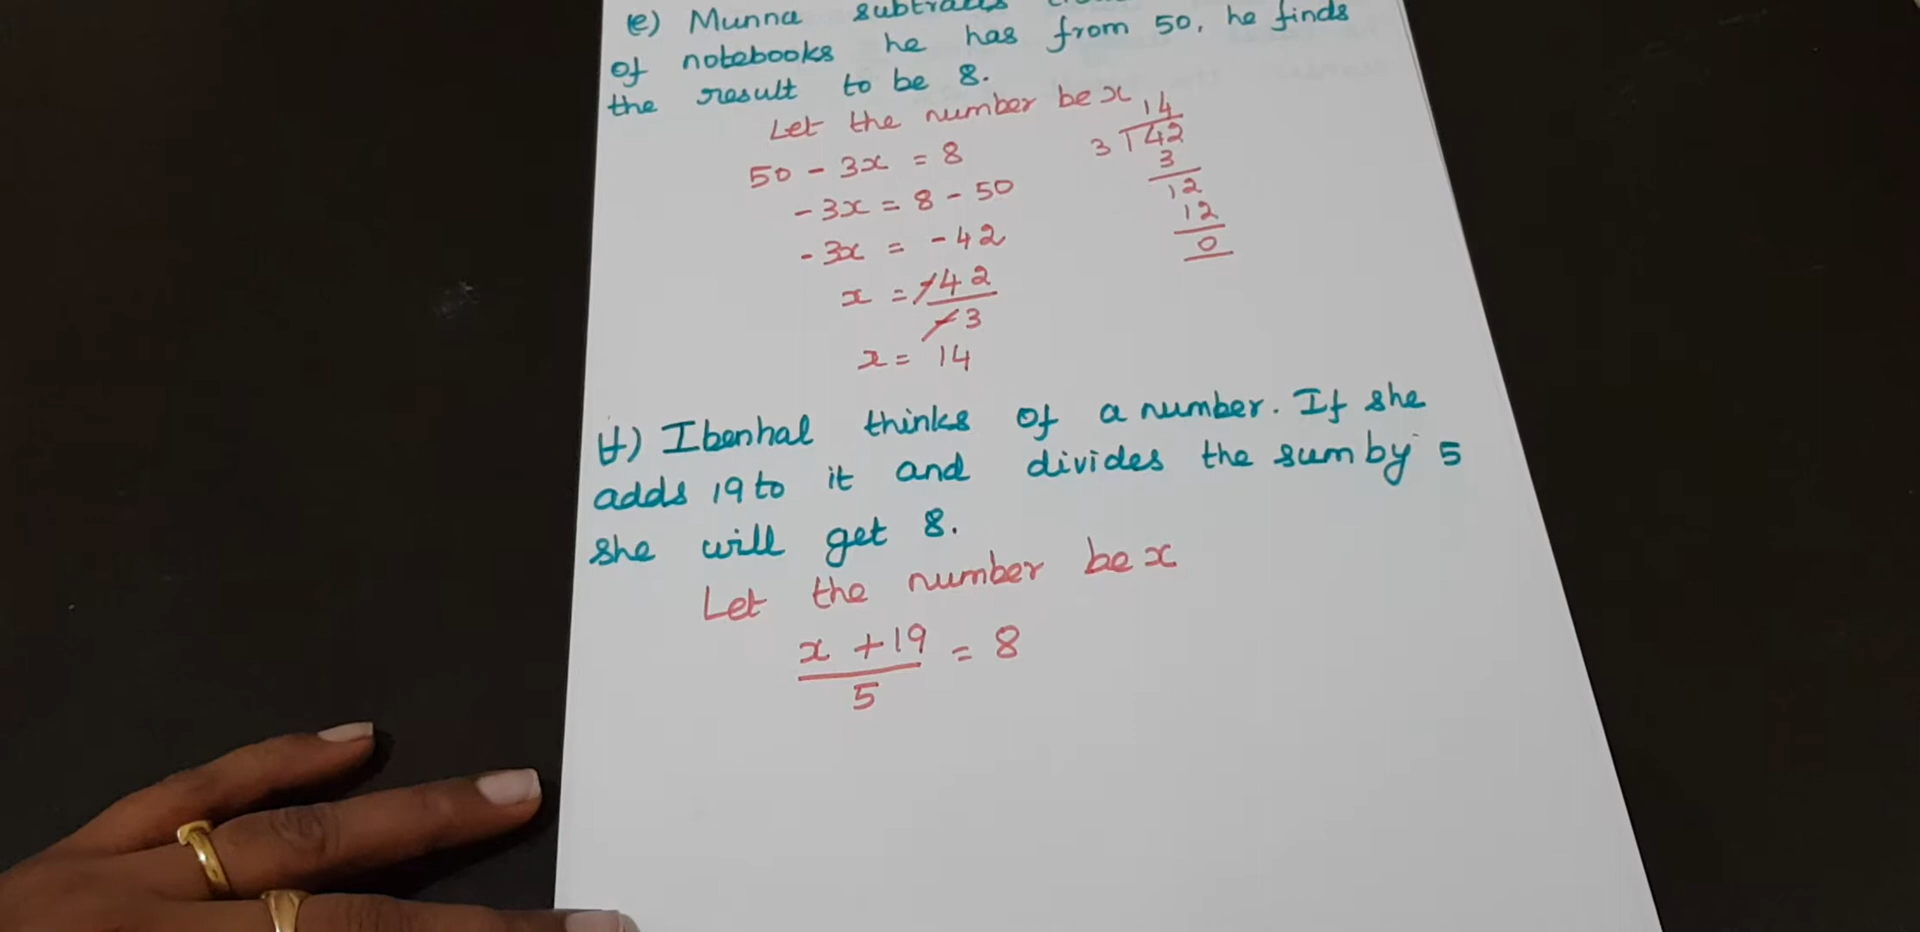 (e) Munna subtracts
of notebooks he has from 50, he finds
the result to be 8.
Let the number be x
50 - 3x = 8
- 3x = 8 - 50
- 3x = - 42
x = -42
-3
x = 14
14
3 42
3
12
12
0
(f) Ibenhal thinks of a number. If she
adds 19 to it and divides the sum by 5
she will get 8.
Let the number be x
x + 19 = 8
5